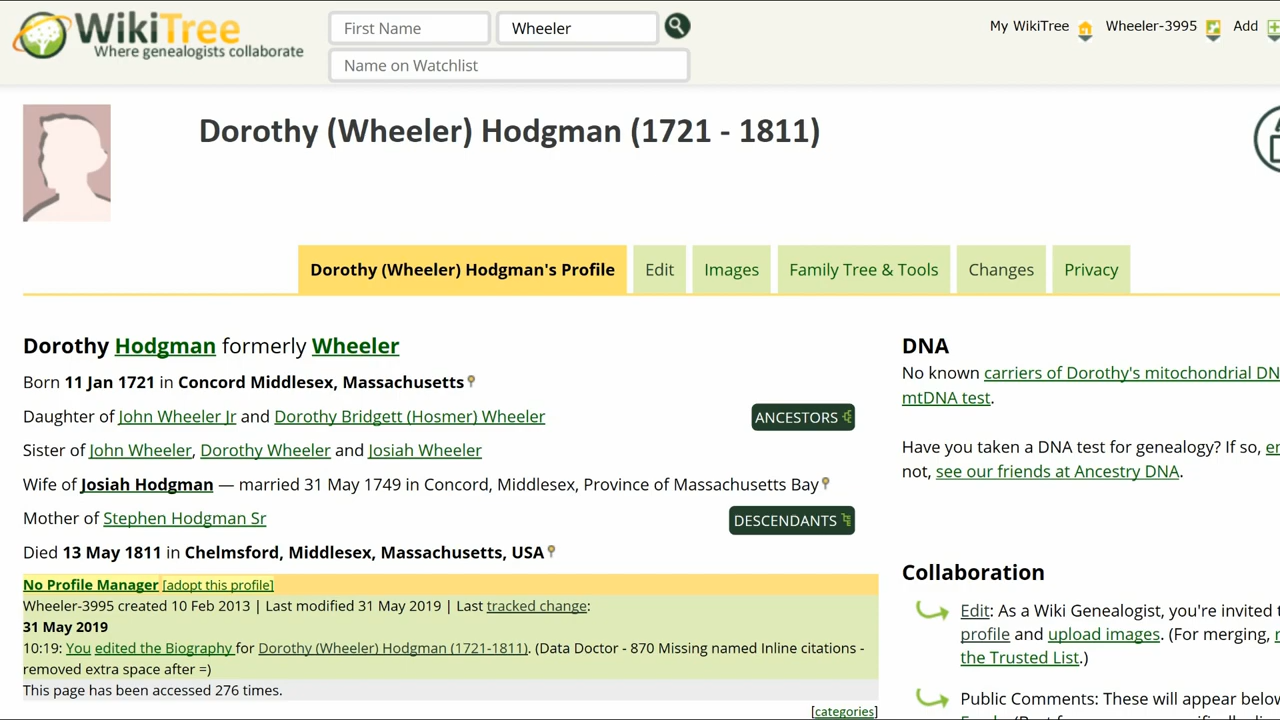 WikiTree
Where genealogists collaborate
First Name
Wheeler
Name on Watchlist
My WikiTree
Wheeler-3995
Add
Dorothy (Wheeler) Hodgman (1721 - 1811)
Dorothy (Wheeler) Hodgman's Profile
Edit
Images
Family Tree & Tools
Changes
Privacy
Dorothy Hodgman formerly Wheeler
Born 11 Jan 1721 in Concord Middlesex, Massachusetts
Daughter of John Wheeler Jr and Dorothy Bridgett (Hosmer) Wheeler
ANCESTORS
Sister of John Wheeler, Dorothy Wheeler and Josiah Wheeler
Wife of Josiah Hodgman — married 31 May 1749 in Concord, Middlesex, Province of Massachusetts Bay
Mother of Stephen Hodgman Sr
DESCENDANTS
Died 13 May 1811 in Chelmsford, Middlesex, Massachusetts, USA
No Profile Manager [adopt this profile]
Wheeler-3995 created 10 Feb 2013 | Last modified 31 May 2019 | Last tracked change:
31 May 2019
10:19: You edited the Biography for Dorothy (Wheeler) Hodgman (1721-1811). (Data Doctor - 870 Missing named Inline citations -
removed extra space after =)
This page has been accessed 276 times.
[categories]
DNA
No known carriers of Dorothy's mitochondrial DN
mtDNA test.
Have you taken a DNA test for genealogy? If so, en
not, see our friends at Ancestry DNA.
Collaboration
Edit: As a Wiki Genealogist, you're invited t
profile and upload images. (For merging, r
the Trusted List.)
Public Comments: These will appear below